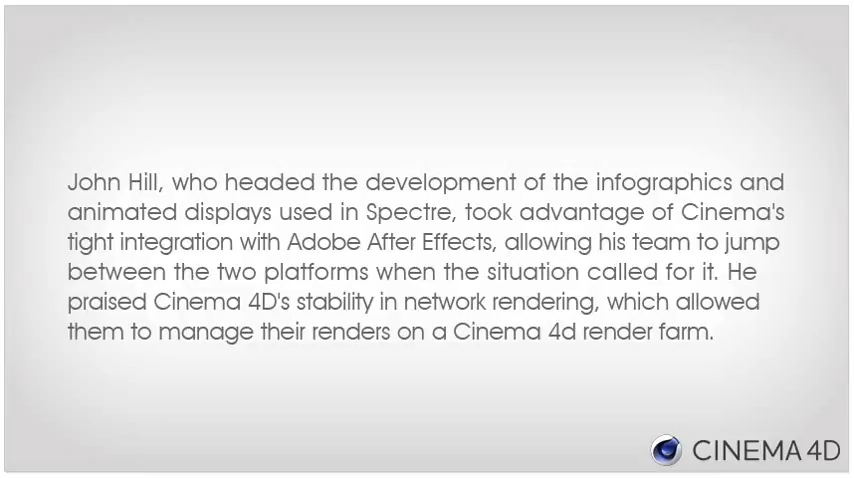 John Hill, who headed the development of the infographics and
animated displays used in Spectre, took advantage of Cinema's
tight integration with Adobe After Effects, allowing his team to jump
between the two platforms when the situation called for it. He
praised Cinema 4D's stability in network rendering, which allowed
them to manage their renders on a Cinema 4d render farm.
CINEMA 4D